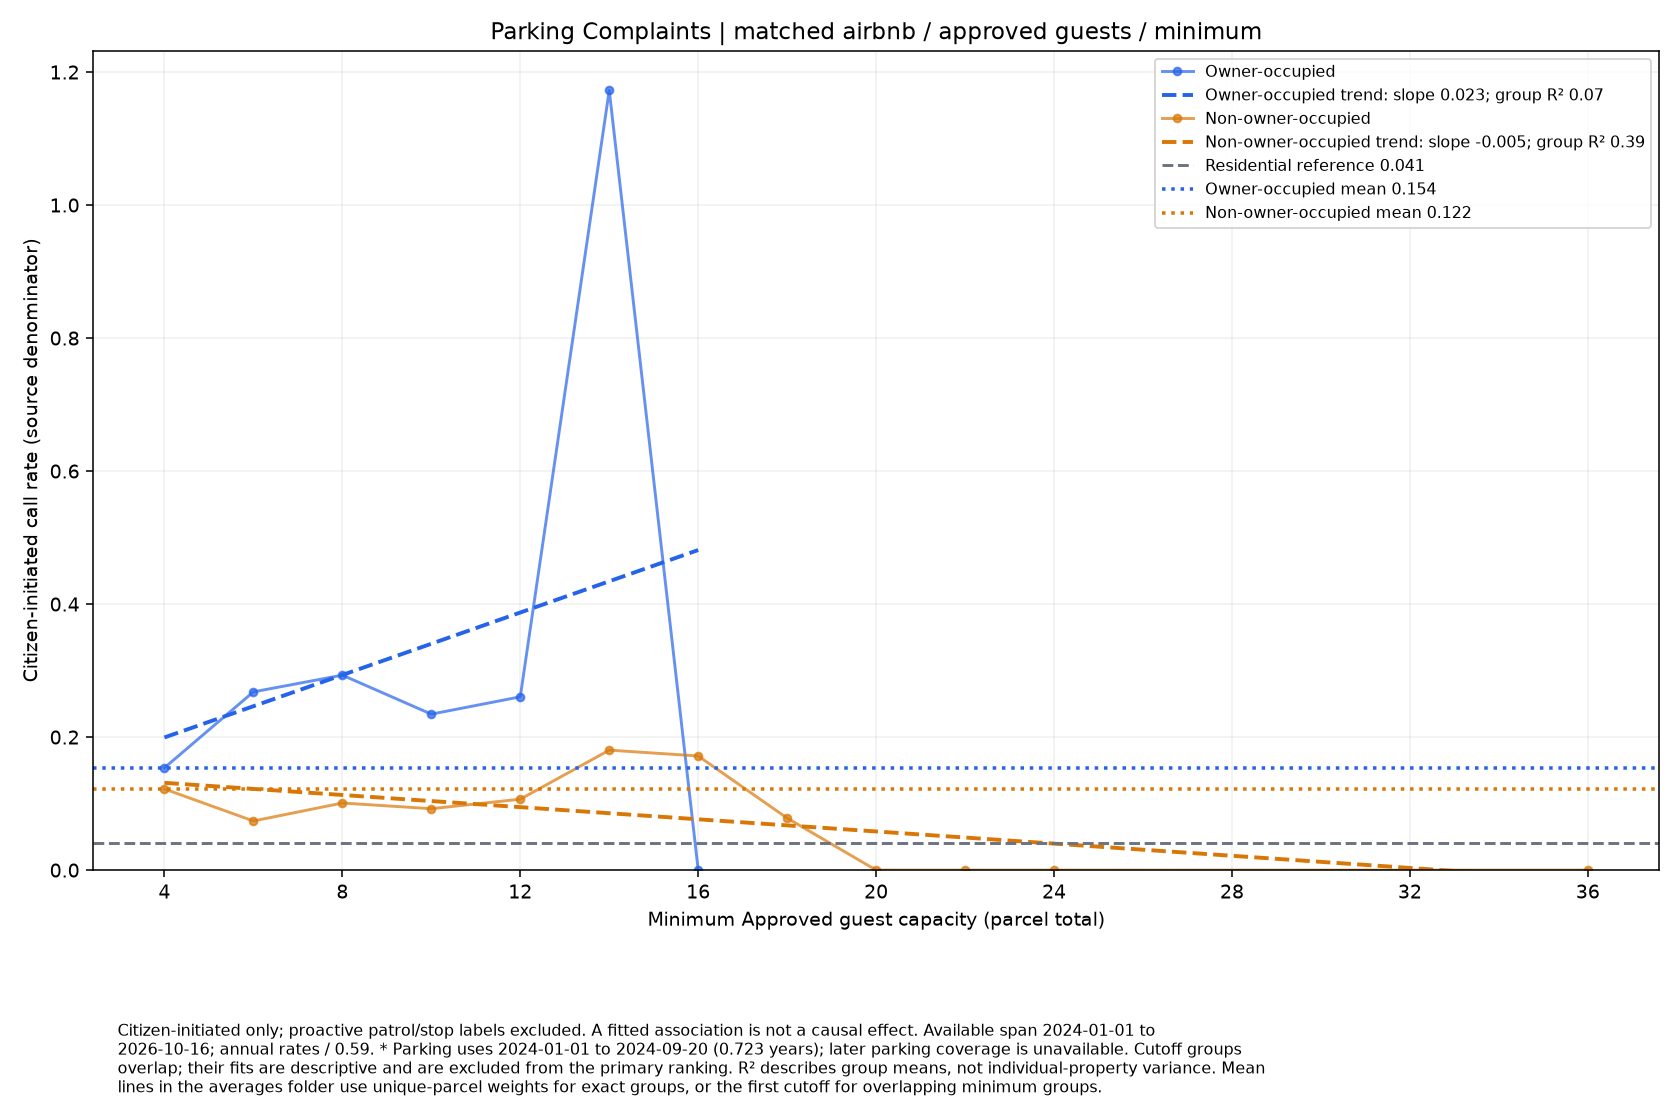 Parking Complaints | matched airbnb / approved guests / minimum
Owner-occupied
Owner-occupied trend: slope 0.023; group R² 0.07
Non-owner-occupied
Non-owner-occupied trend: slope -0.005; group R² 0.39
Residential reference 0.041
Owner-occupied mean 0.154
Non-owner-occupied mean 0.122
Citizen-initiated call rate (source denominator)
1.2
1.0
0.8
0.6
0.4
0.2
0.0
4 8 12 16 20 24 28 32 36
Minimum Approved guest capacity (parcel total)
Citizen-initiated only; proactive patrol/stop labels excluded. A fitted association is not a causal effect. Available span 2024-01-01 to
2026-10-16; annual rates / 0.59. * Parking uses 2024-01-01 to 2024-09-20 (0.723 years); later parking coverage is unavailable. Cutoff groups
overlap; their fits are descriptive and are excluded from the primary ranking. R² describes group means, not individual-property variance. Mean
lines in the averages folder use unique-parcel weights for exact groups, or the first cutoff for overlapping minimum groups.